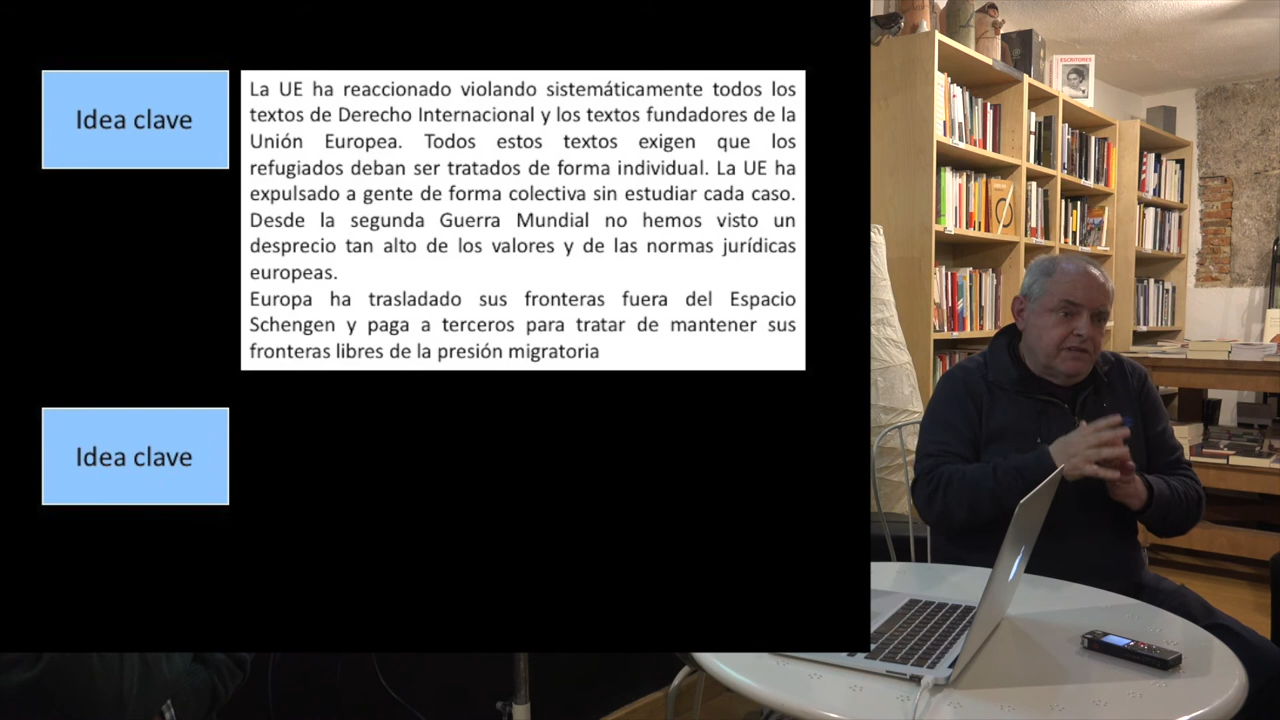 Idea clave
La UE ha reaccionado violando sistemáticamente todos los
textos de Derecho Internacional y los textos fundadores de la
Unión Europea. Todos estos textos exigen que los
refugiados deban ser tratados de forma individual. La UE ha
expulsado a gente de forma colectiva sin estudiar cada caso.
Desde la segunda Guerra Mundial no hemos visto un
desprecio tan alto de los valores y de las normas jurídicas
europeas.
Europa ha trasladado sus fronteras fuera del Espacio
Schengen y paga a terceros para tratar de mantener sus
fronteras libres de la presión migratoria
Idea clave
ESCRITORES